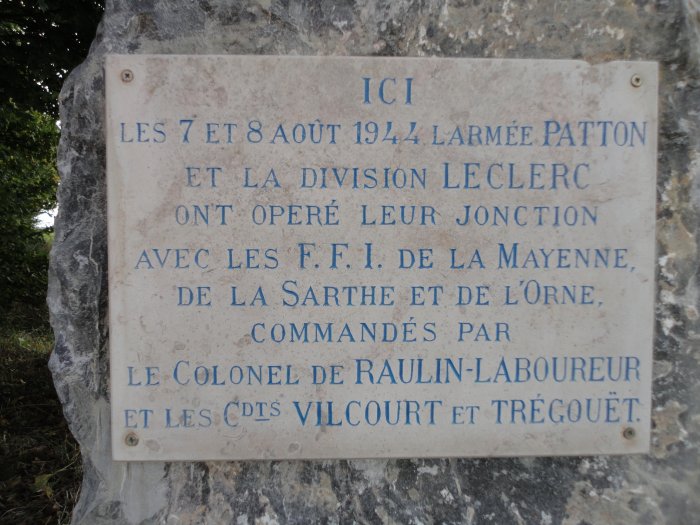 ICI
LES 7 ET 8 AOÛT 1944 L'ARMÉE PATTON
ET LA DIVISION LECLERC
ONT OPERÉ LEUR JONCTION
AVEC LES F.F.I. DE LA MAYENNE,
DE LA SARTHE ET DE L'ORNE,
COMMANDÉS PAR
LE COLONEL DE RAULIN-LABOUREUR
ET LES CDTS VILCOURT ET TRÉGOUËT.